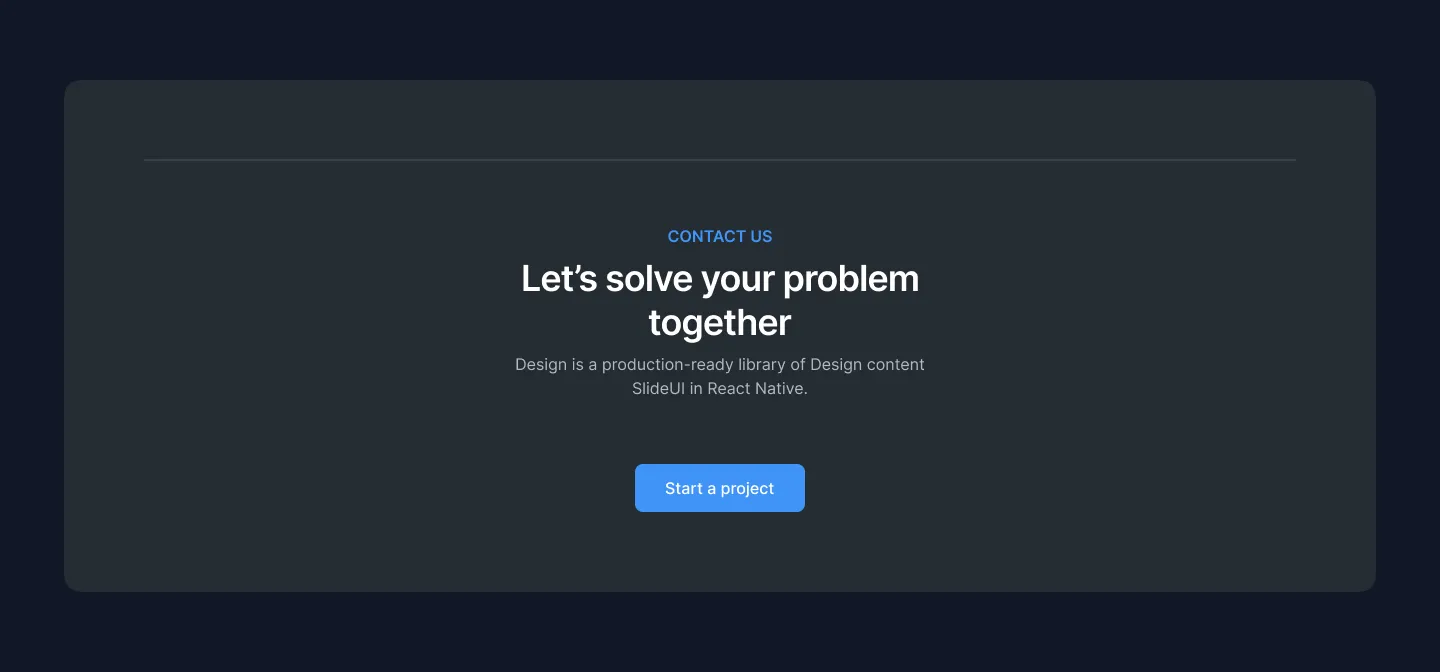 CONTACT US
Let’s solve your problem
together
Design is a production-ready library of Design content
SlideUI in React Native.
Start a project